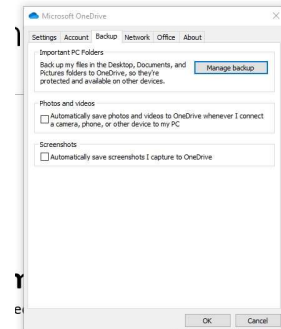 Microsoft OneDrive
Settings Account Backup Network Office About
Important PC Folders
Back up my files in the Desktop, Documents, and
Pictures folders to OneDrive, so they're
protected and available on other devices.
Manage backup
Photos and videos
Automatically save photos and videos to OneDrive whenever I connect
a camera, phone, or other device to my PC
Screenshots
Automatically save screenshots I capture to OneDrive
OK Cancel